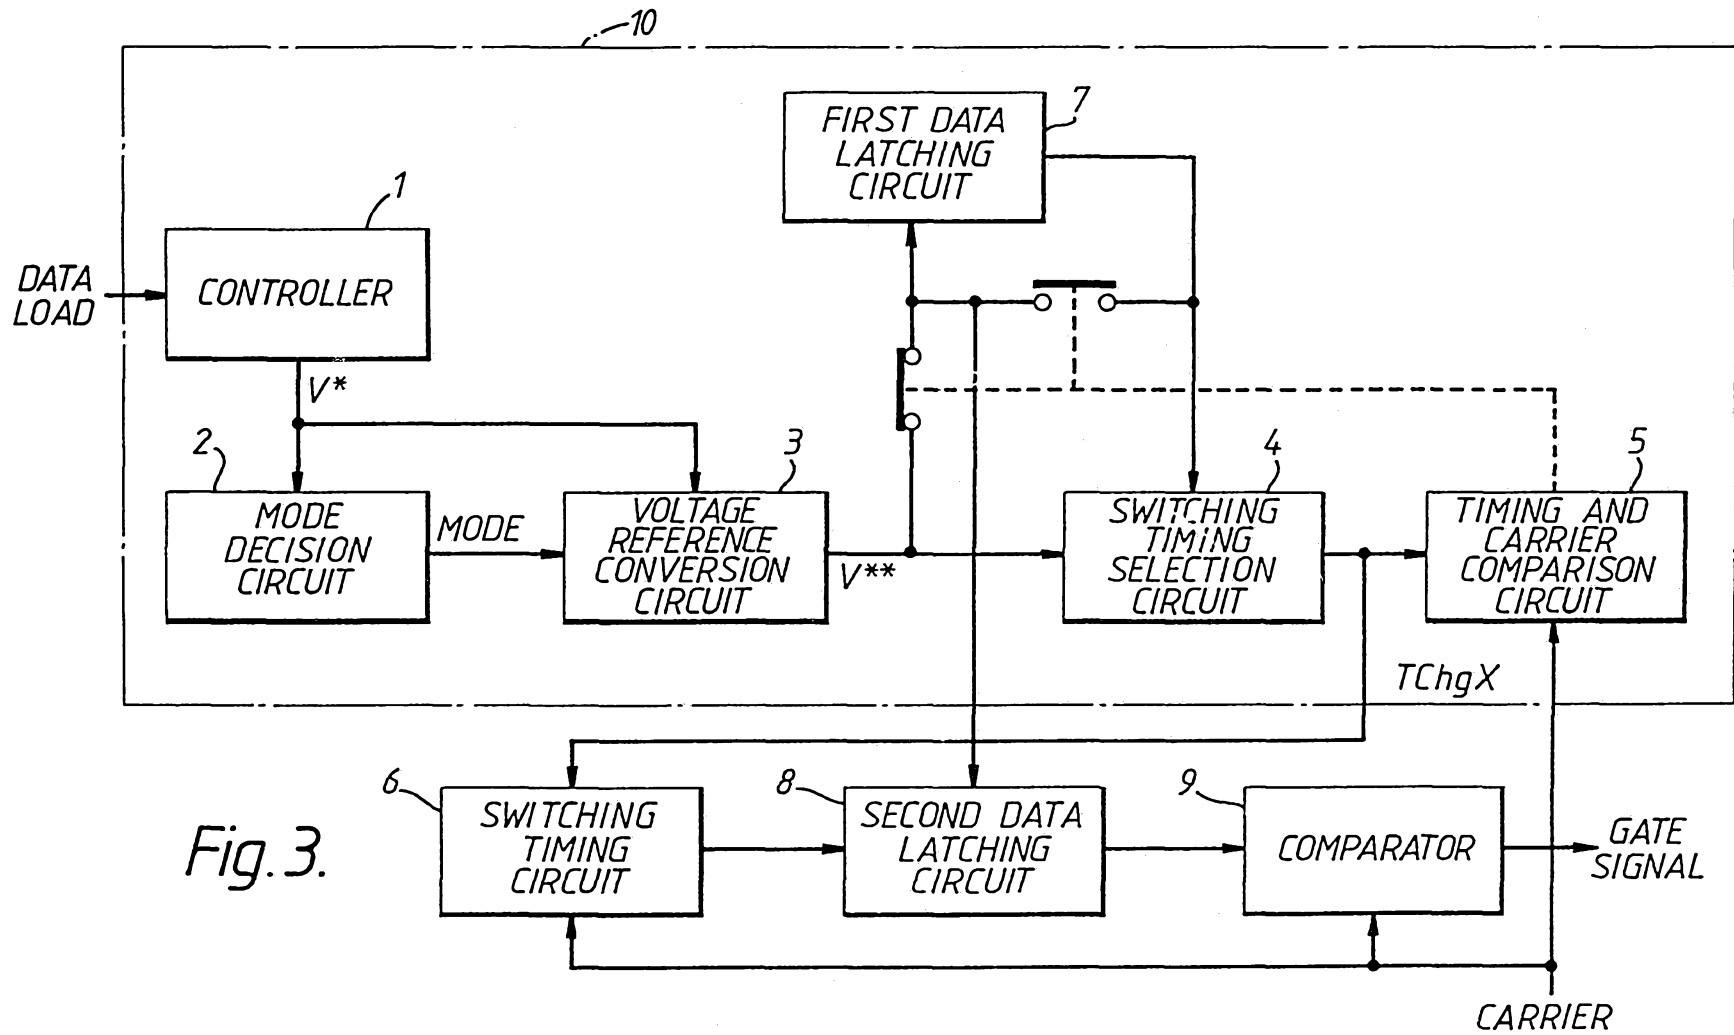 10
FIRST DATA
LATCHING
CIRCUIT
7
1
CONTROLLER
DATA
LOAD
V*
2
MODE
DECISION
CIRCUIT
MODE
3
VOLTAGE
REFERENCE
CONVERSION
CIRCUIT
V**
4
SWITCHING
TIMING
SELECTION
CIRCUIT
5
TIMING AND
CARRIER
COMPARISON
CIRCUIT
TChgX
6
SWITCHING
TIMING
CIRCUIT
8
SECOND DATA
LATCHING
CIRCUIT
9
COMPARATOR
GATE
SIGNAL
Fig.3.
CARRIER